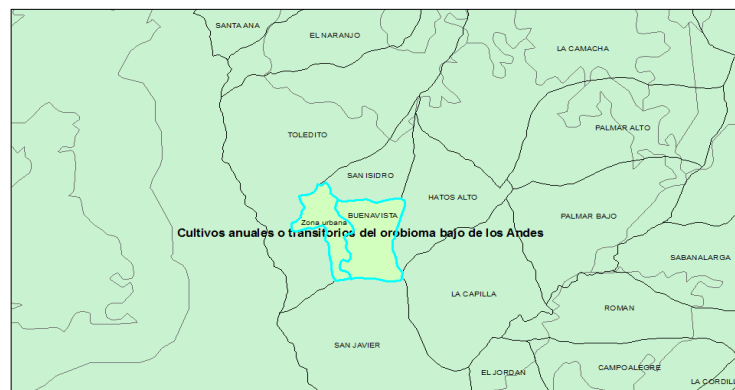 SANTA ANA
EL NARANJO
LA CAMACHA
TOLEDITO
PALMAR ALTO
SAN ISIDRO
HATOS ALTO
BUENAVISTA
PALMAR BAJO
Zona urbana
Cultivos anuales o transitorios del orobioma bajo de los Andes
SABANALARGA
LA CAPILLA
ROMAN
SAN JAVIER
EL JORDAN
CAMPOALEGRE
LA CORDILL